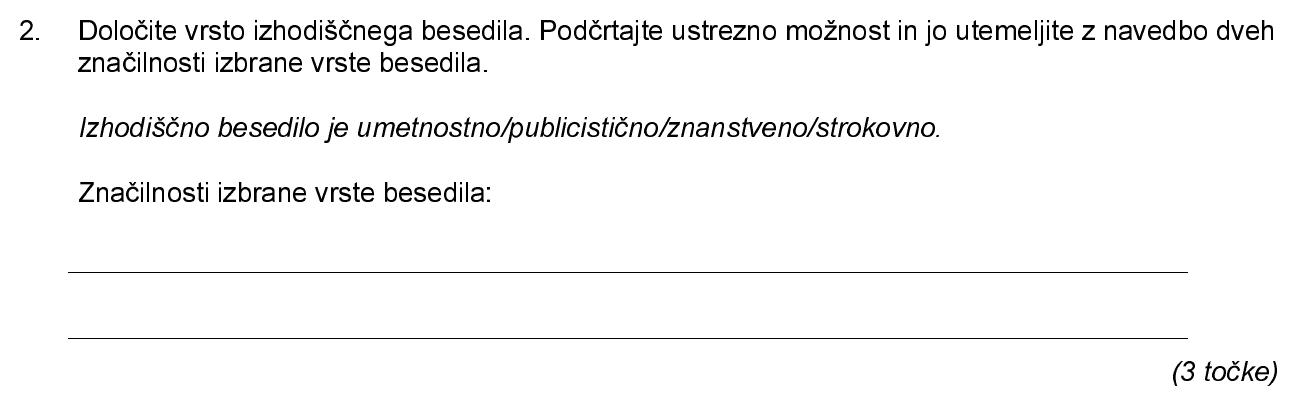 2. Določite vrsto izhodiščnega besedila. Podčrtajte ustrezno možnost in jo utemeljite z navedbo dveh
značilnosti izbrane vrste besedila.
Izhodiščno besedilo je umetnostno/publicistično/znanstveno/strokovno.
Značilnosti izbrane vrste besedila:
(3 točke)